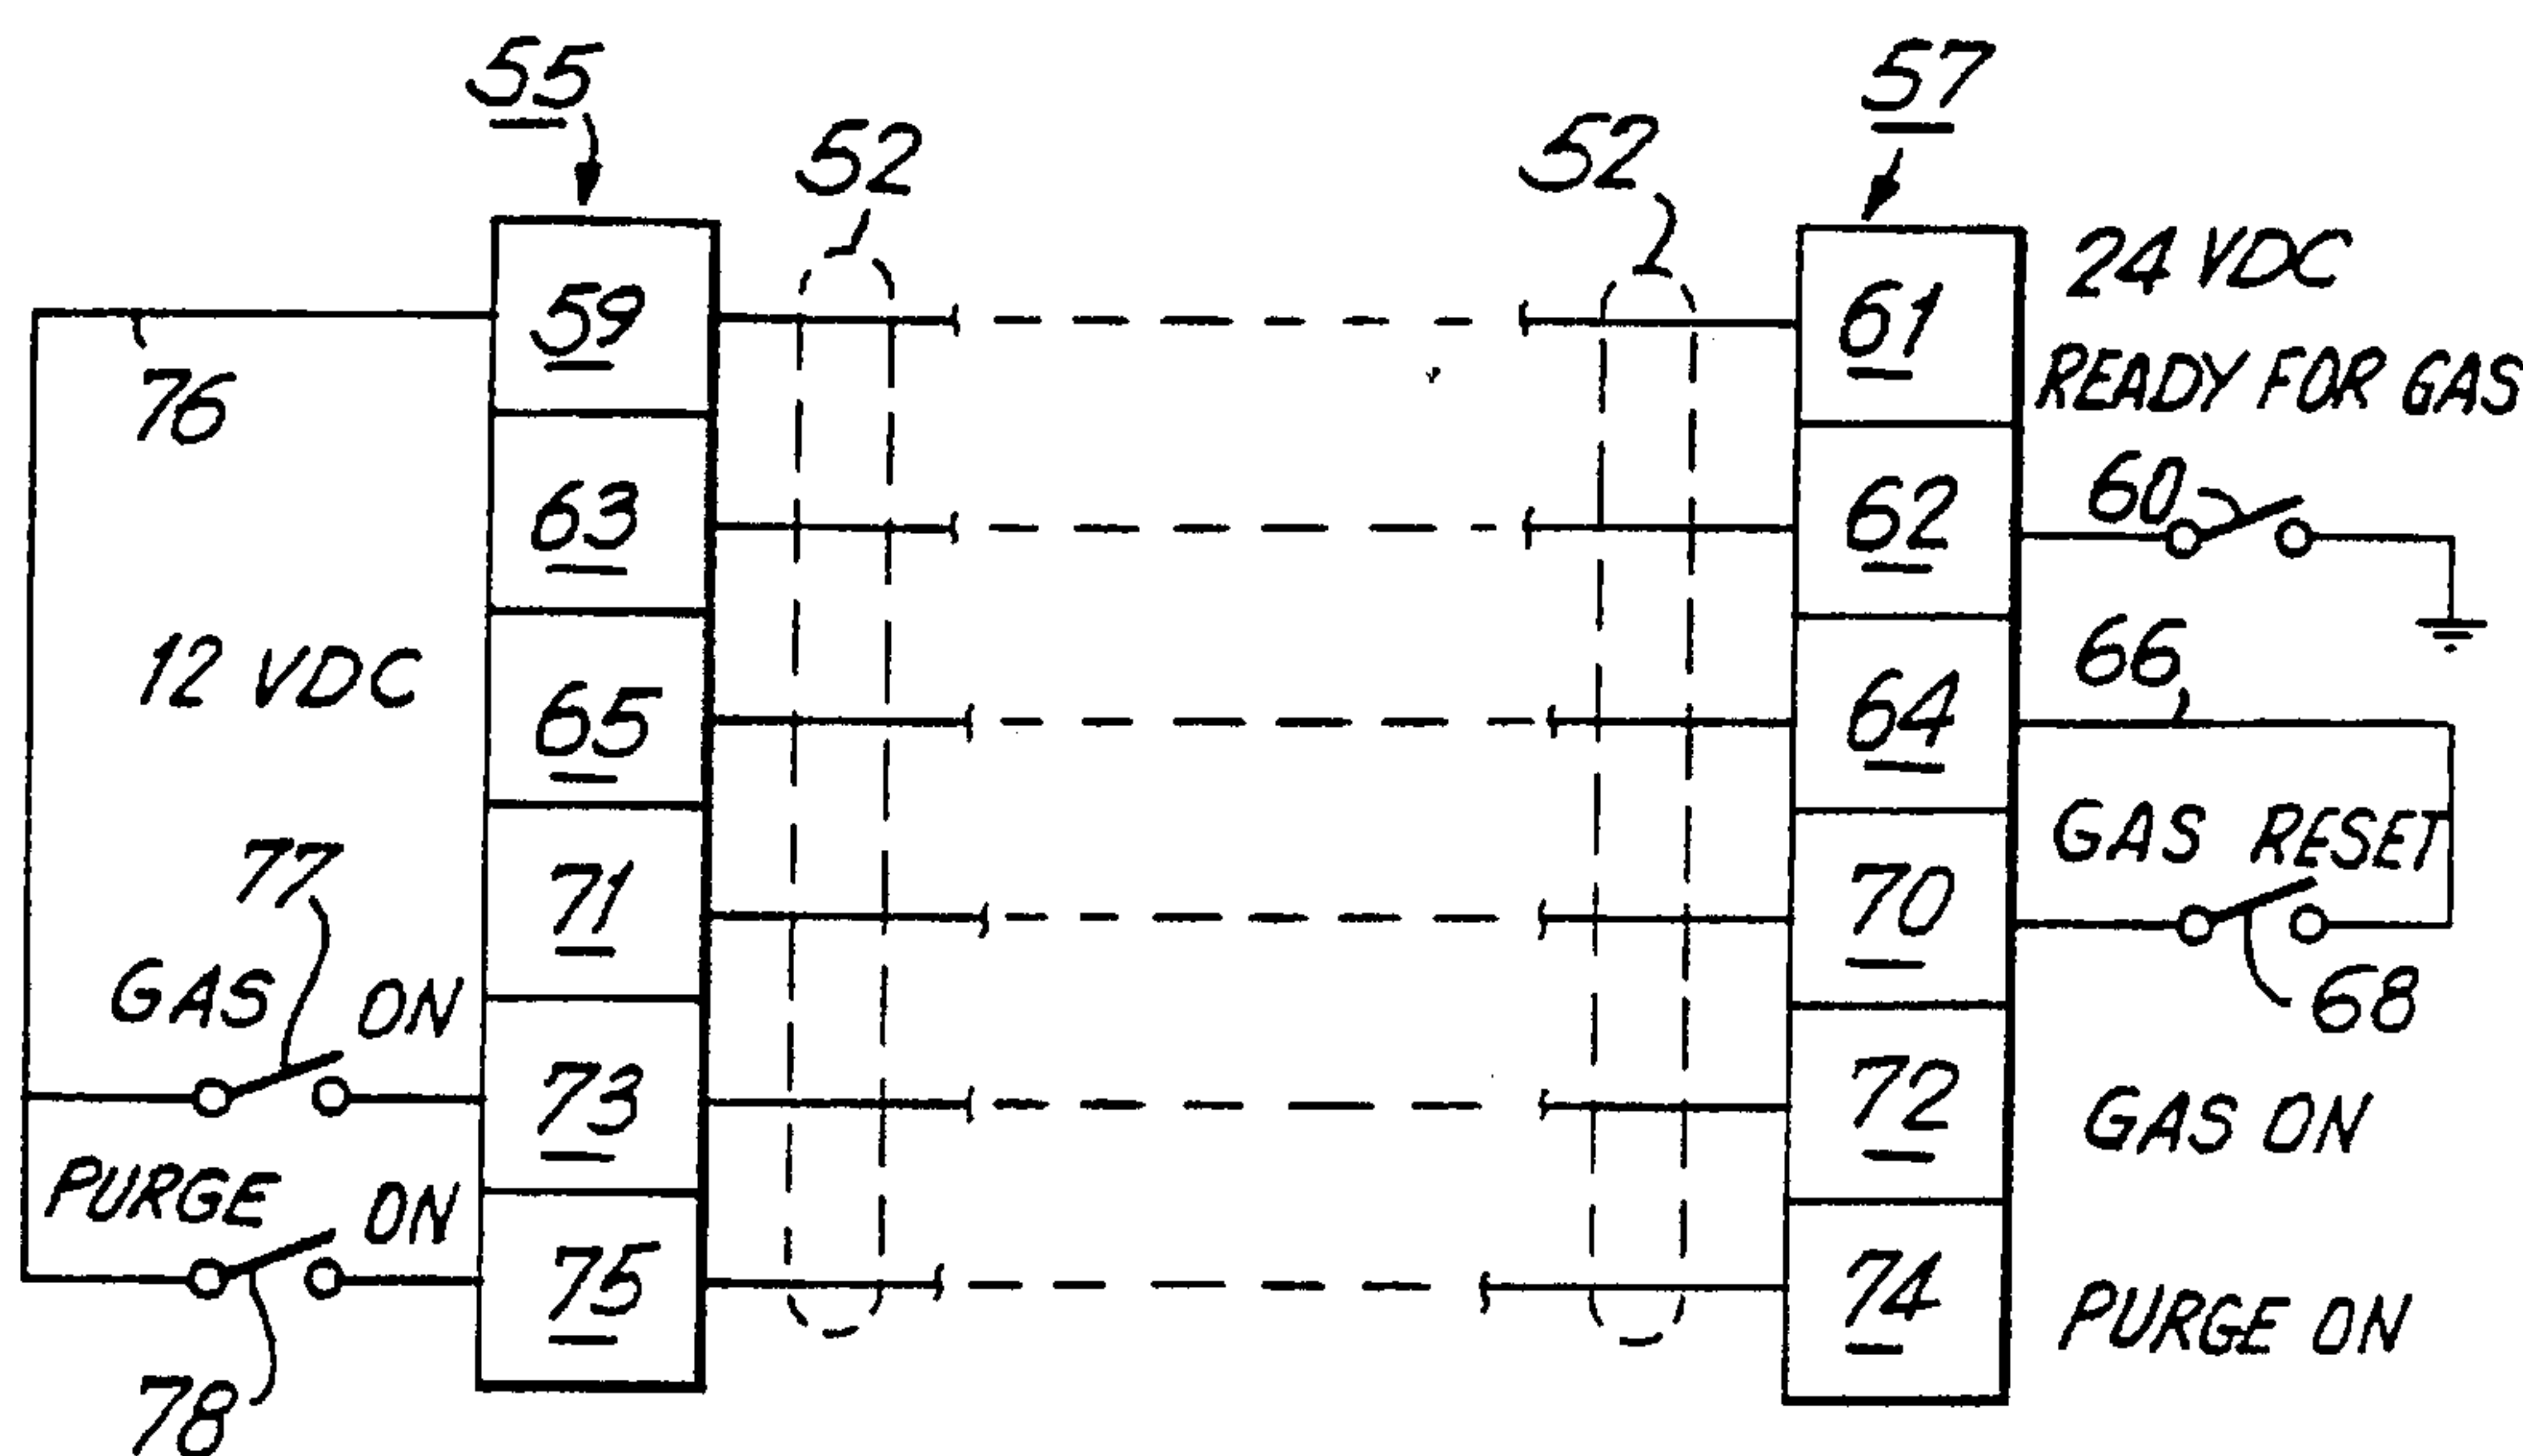 55
57
52
52
59
61
24 VDC
READY FOR GAS
76
63
62
60
12 VDC
65
64
66
77
71
70
GAS RESET
68
GAS ON
73
72
GAS ON
PURGE ON
75
74
PURGE ON
78